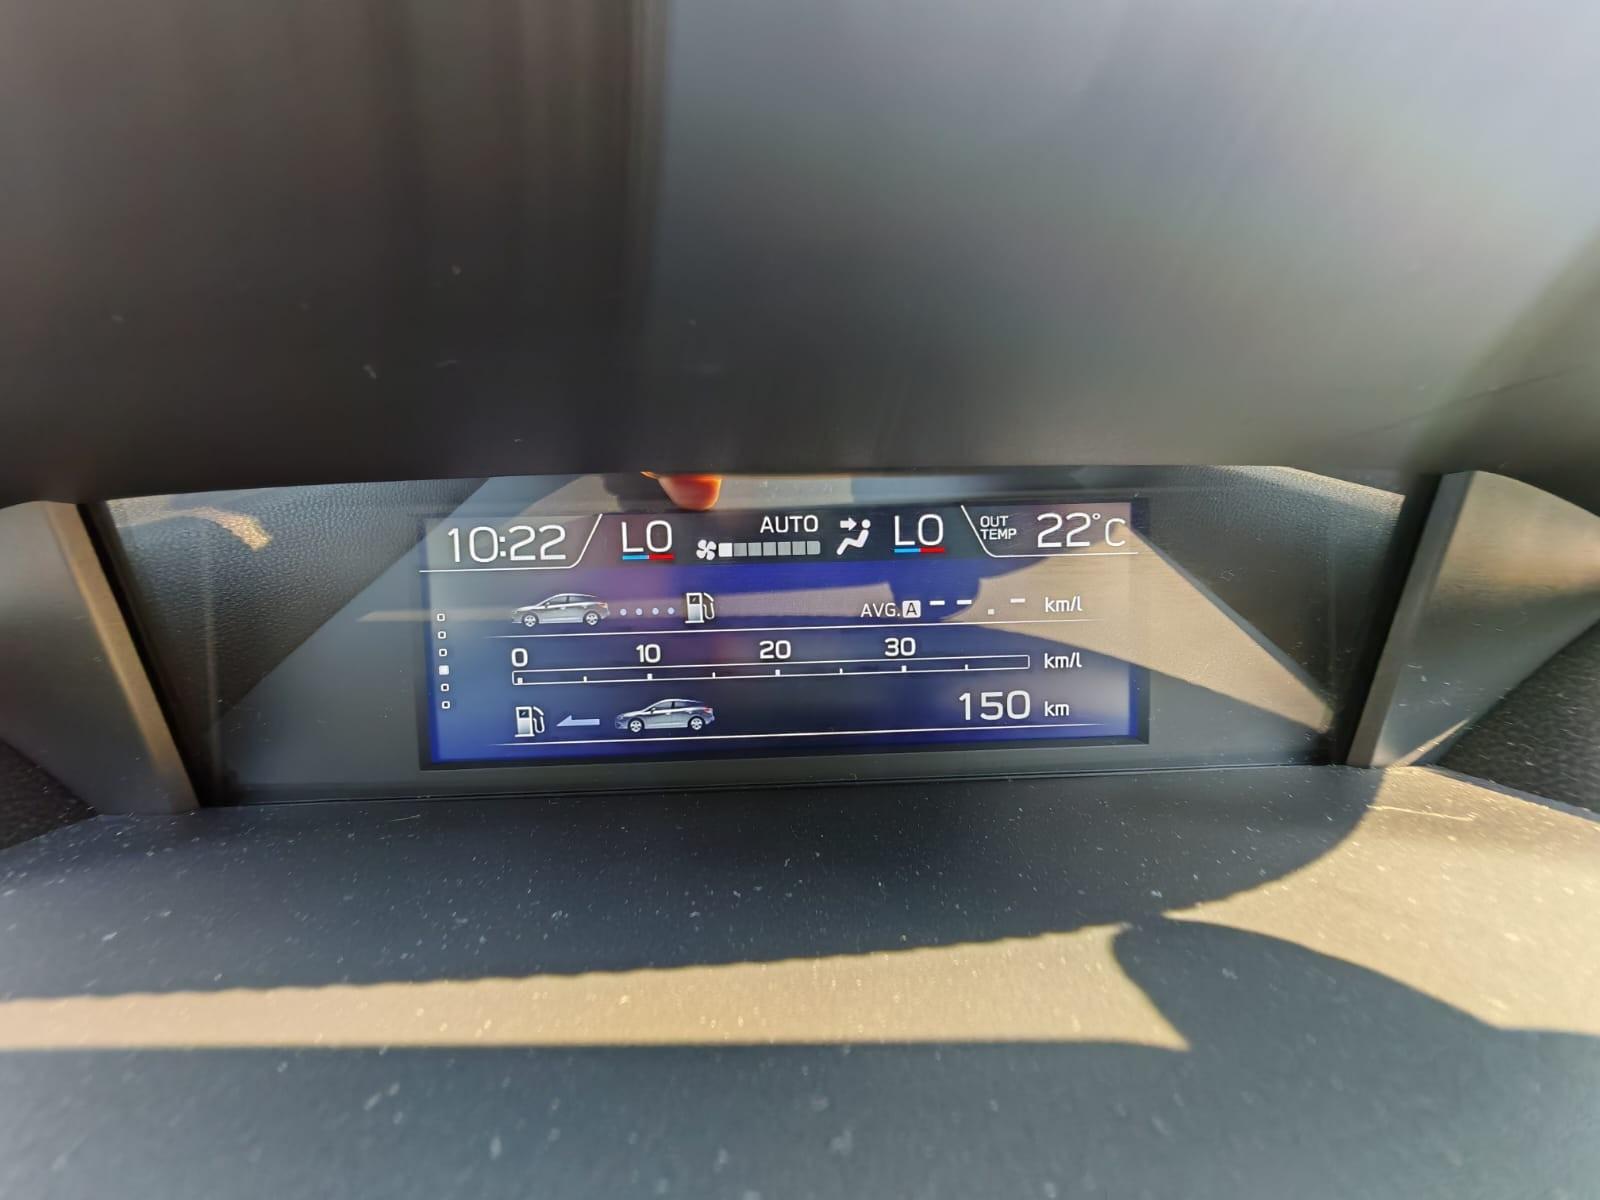 10:22 LO AUTO LO OUT TEMP 22°C
AVG. A --.- km/l
0 10 20 30 km/l
150 km